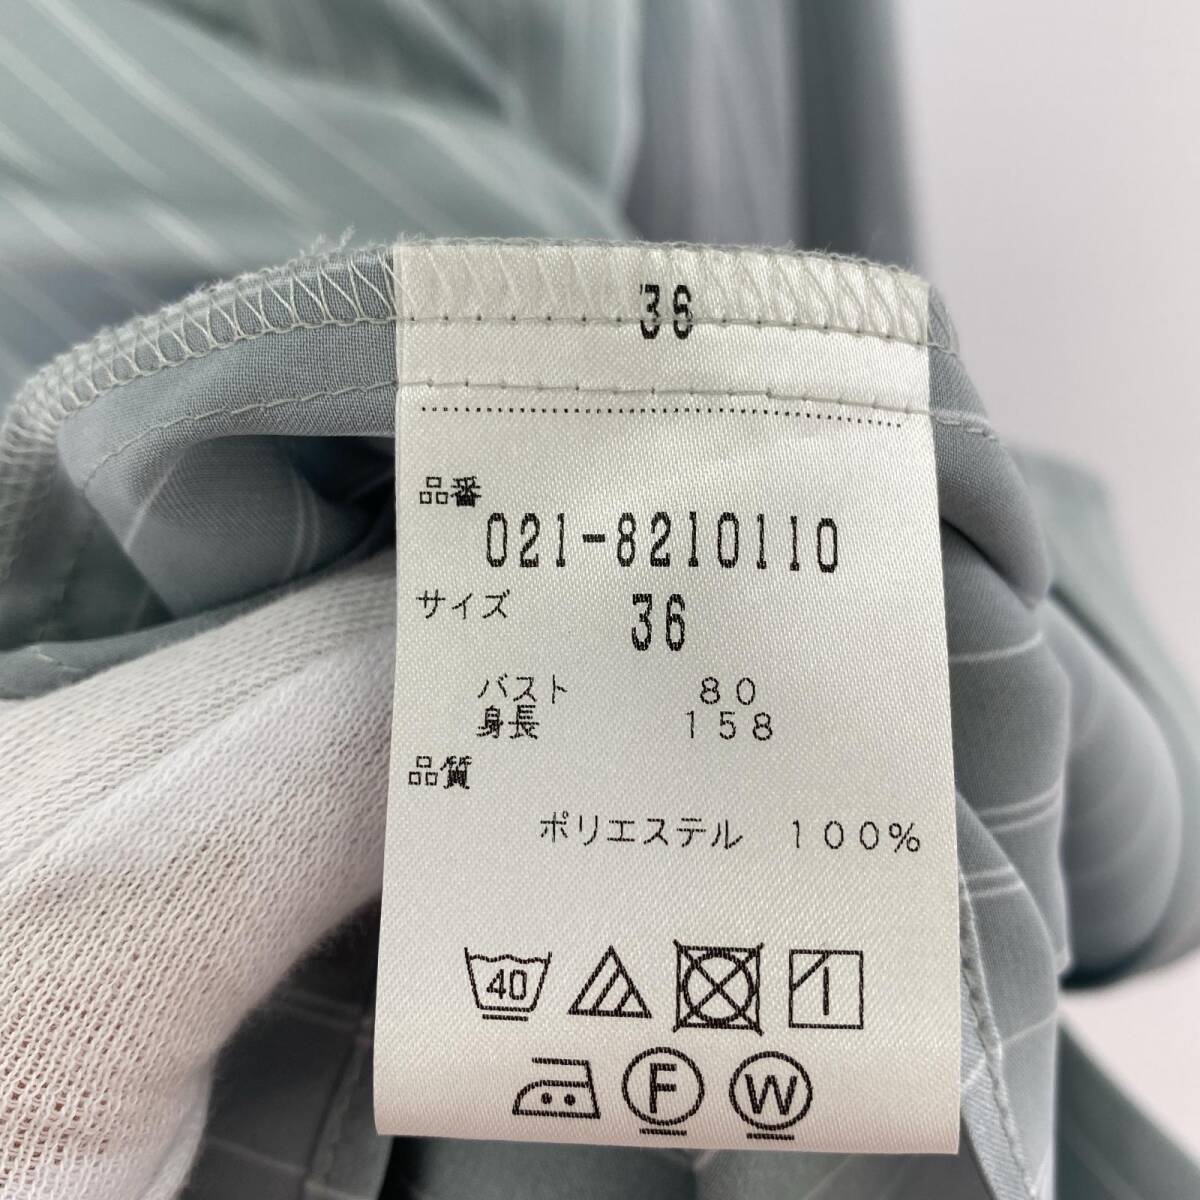 36
品番
021-8210110
サイズ 36
バスト 80
身長 158
品質
ポリエステル 100%
40
F W